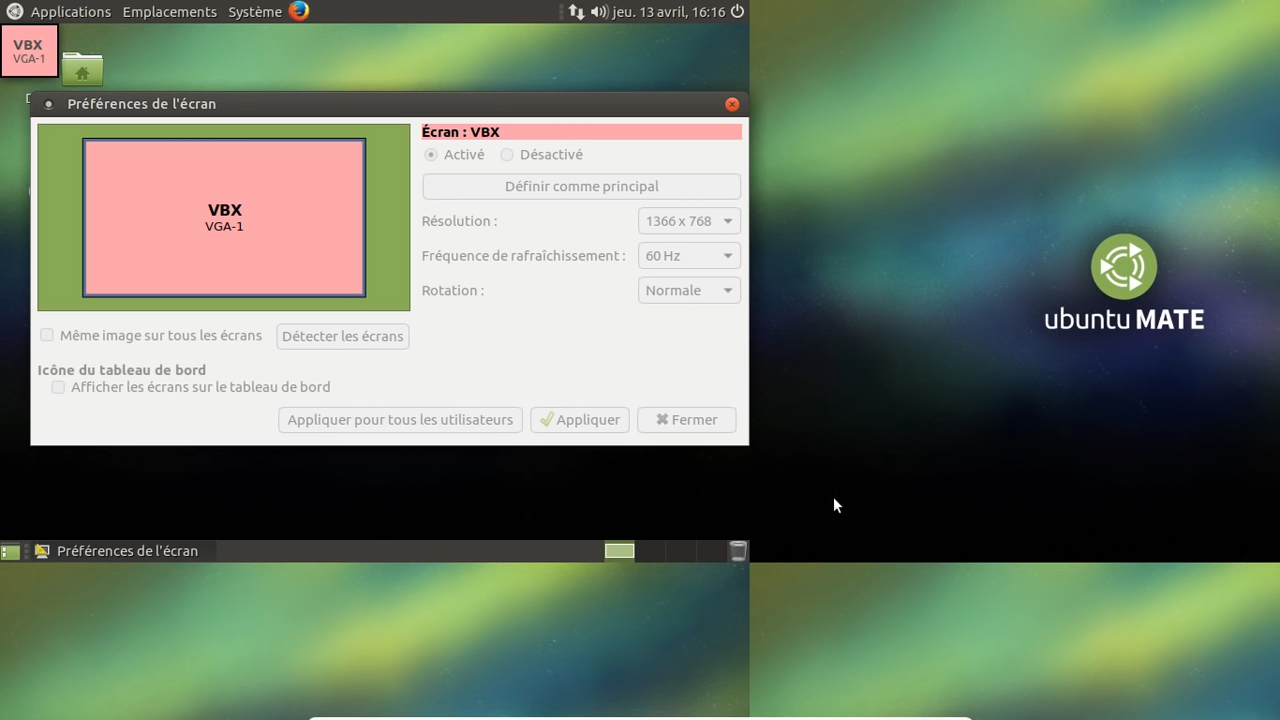 Applications Emplacements Système jeu. 13 avril, 16:16
VBX
VGA-1
Préférences de l'écran
Écran : VBX
Activé Désactivé
VBX
VGA-1
Définir comme principal
Résolution : 1366 x 768
Fréquence de rafraîchissement : 60 Hz
Rotation : Normale
Même image sur tous les écrans Détecter les écrans
Icône du tableau de bord
Afficher les écrans sur le tableau de bord
Appliquer pour tous les utilisateurs Appliquer Fermer
ubuntu MATE
Préférences de l'écran